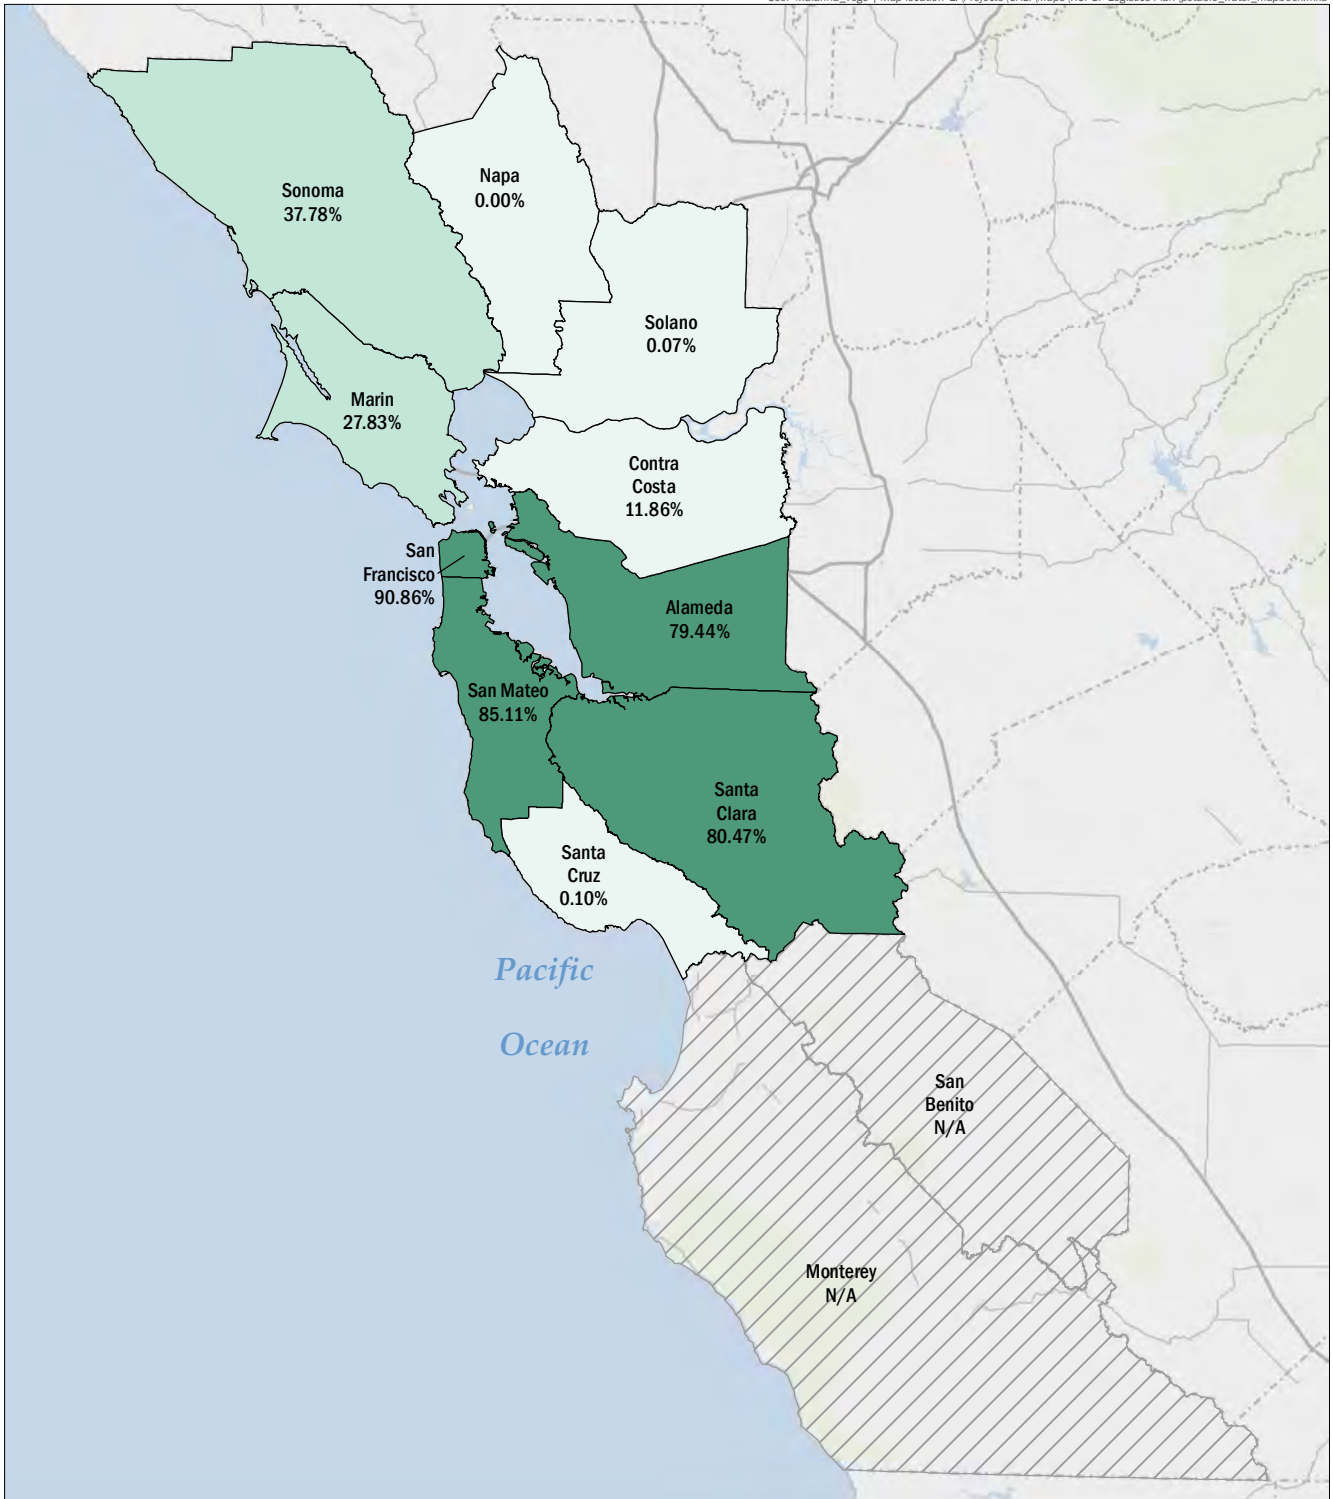 Sonoma
37.78%
Napa
0.00%
Solano
0.07%
Marin
27.83%
Contra
Costa
11.86%
San
Francisco
90.86%
Alameda
79.44%
San Mateo
85.11%
Santa
Clara
80.47%
Santa
Cruz
0.10%
Pacific
Ocean
San
Benito
N/A
Monterey
N/A